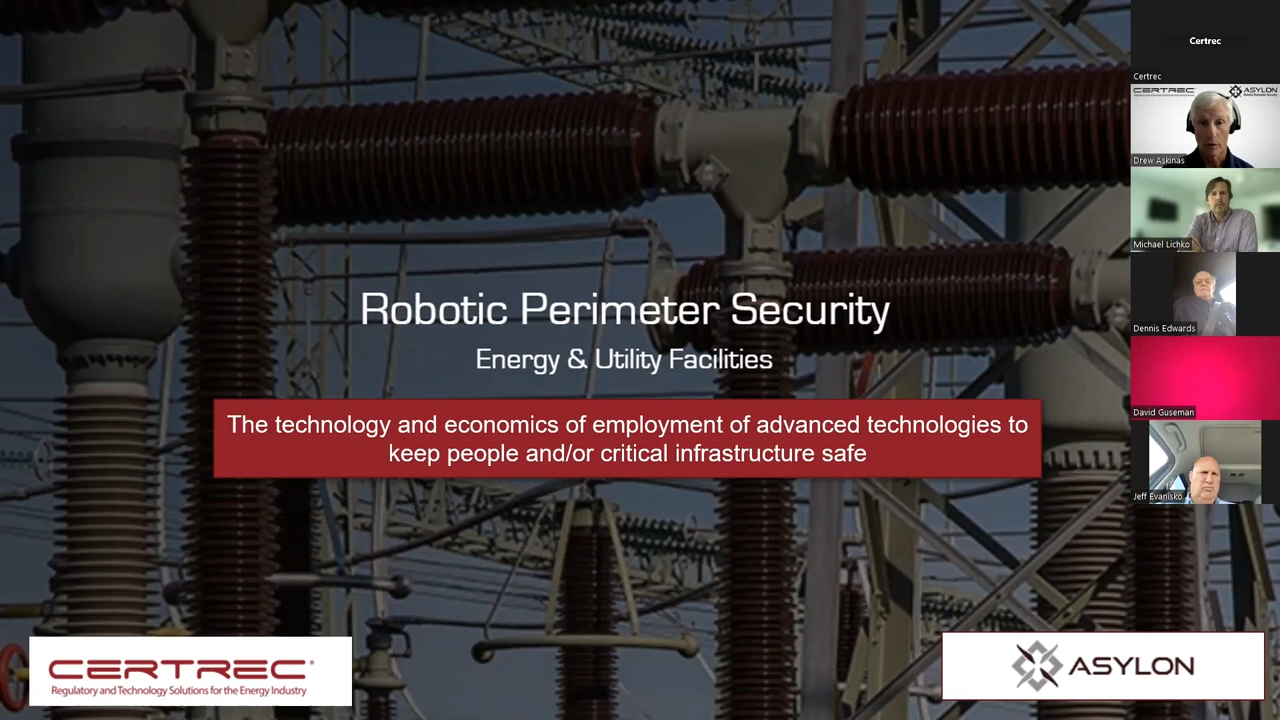 Robotic Perimeter Security
Energy & Utility Facilities
The technology and economics of employment of advanced technologies to
keep people and/or critical infrastructure safe
CERTREC®
Regulatory and Technology Solutions for the Energy Industry
ASYLON
Certrec
Certrec
CERTREC
ASYLON
Drew Askinas
Michael Lichko
Dennis Edwards
David Guseman
Jeff Evanisko